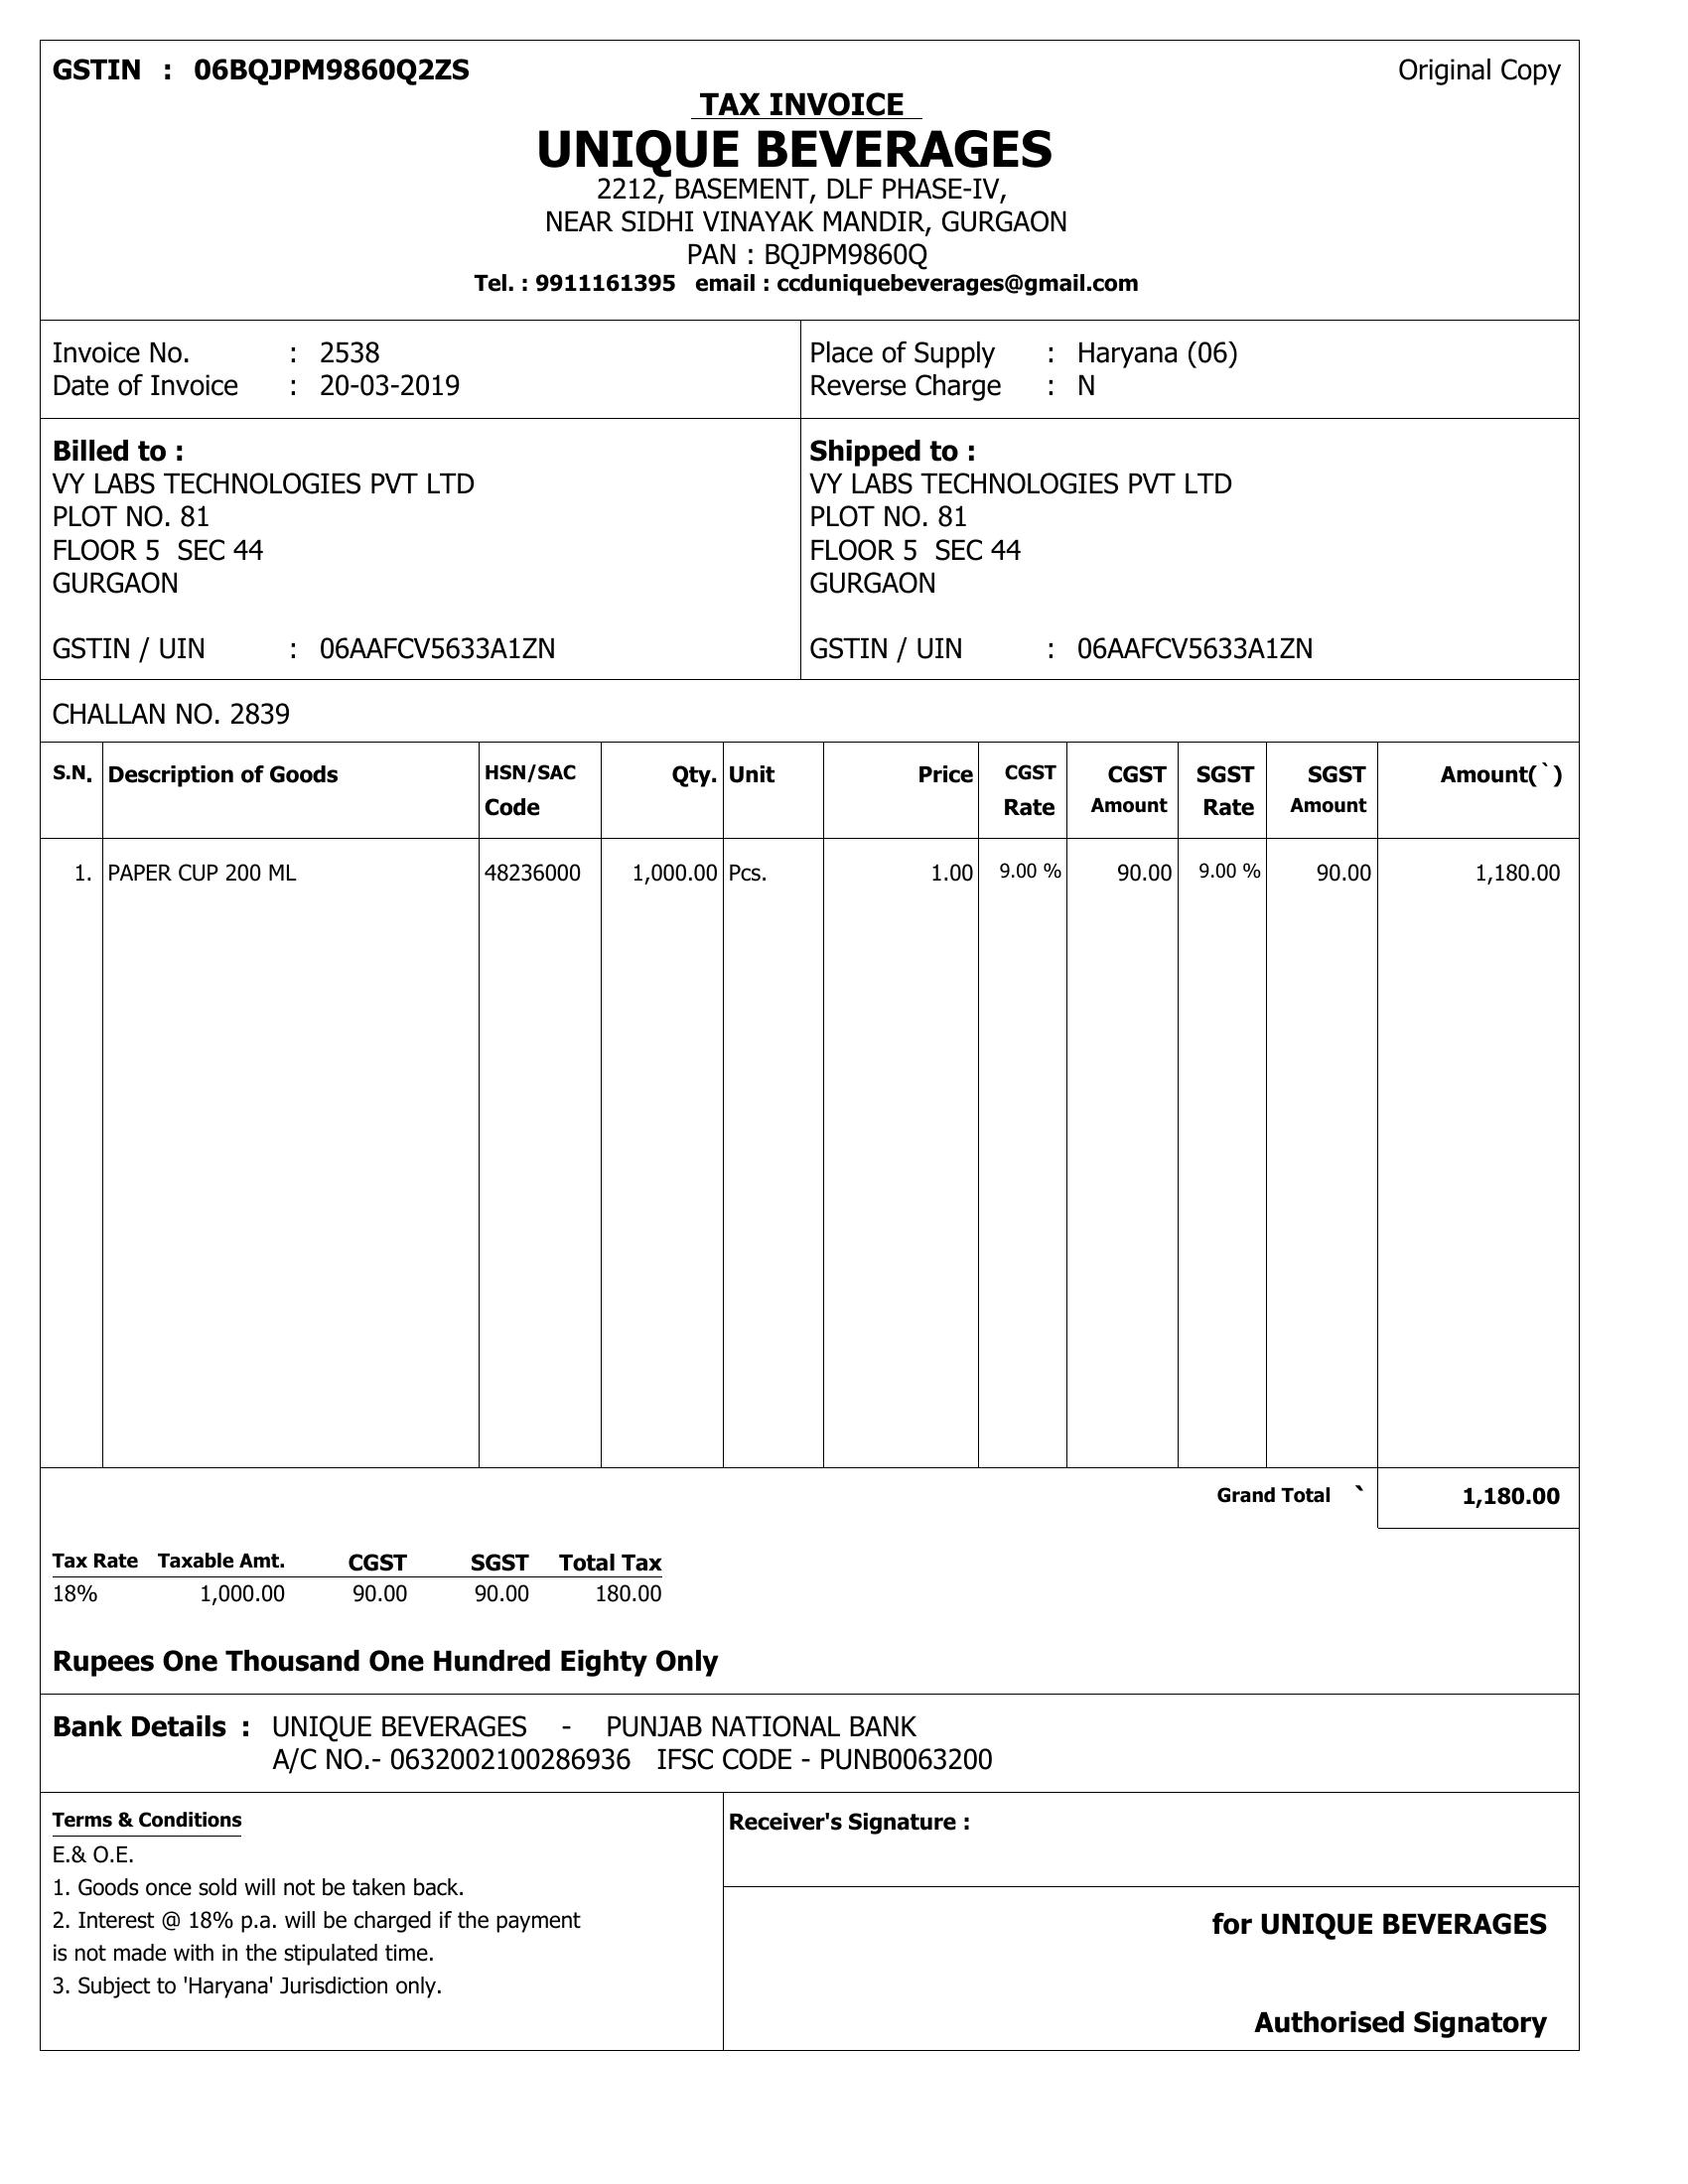 GSTIN : 06BQJPM9860Q2ZS Original Copy
TAX INVOICE
UNIQUE BEVERAGES
2212, BASEMENT, DLF PHASE-IV,
NEAR SIDHI VINAYAK MANDIR, GURGAON
PAN : BQJPM9860Q
Tel. : 9911161395 email : ccduniquebeverages@gmail.com
Invoice No. : 2538
Date of Invoice : 20-03-2019
Place of Supply : Haryana (06)
Reverse Charge : N
Billed to :
VY LABS TECHNOLOGIES PVT LTD
PLOT NO. 81
FLOOR 5 SEC 44
GURGAON
GSTIN / UIN : 06AAFCV5633A1ZN
Shipped to :
VY LABS TECHNOLOGIES PVT LTD
PLOT NO. 81
FLOOR 5 SEC 44
GURGAON
GSTIN / UIN : 06AAFCV5633A1ZN
CHALLAN NO. 2839
S.N. Description of Goods HSN/SAC Qty. Unit Price CGST CGST SGST SGST Amount(`)
Code Rate Amount Rate Amount
1. PAPER CUP 200 ML 48236000 1,000.00 Pcs. 1.00 9.00 % 90.00 9.00 % 90.00 1,180.00
Grand Total ` 1,180.00
Tax Rate Taxable Amt. CGST SGST Total Tax
18% 1,000.00 90.00 90.00 180.00
Rupees One Thousand One Hundred Eighty Only
Bank Details : UNIQUE BEVERAGES - PUNJAB NATIONAL BANK
A/C NO.- 0632002100286936 IFSC CODE - PUNB0063200
Terms & Conditions
E.& O.E.
1. Goods once sold will not be taken back.
2. Interest @ 18% p.a. will be charged if the payment
is not made with in the stipulated time.
3. Subject to 'Haryana' Jurisdiction only.
Receiver's Signature :
for UNIQUE BEVERAGES
Authorised Signatory